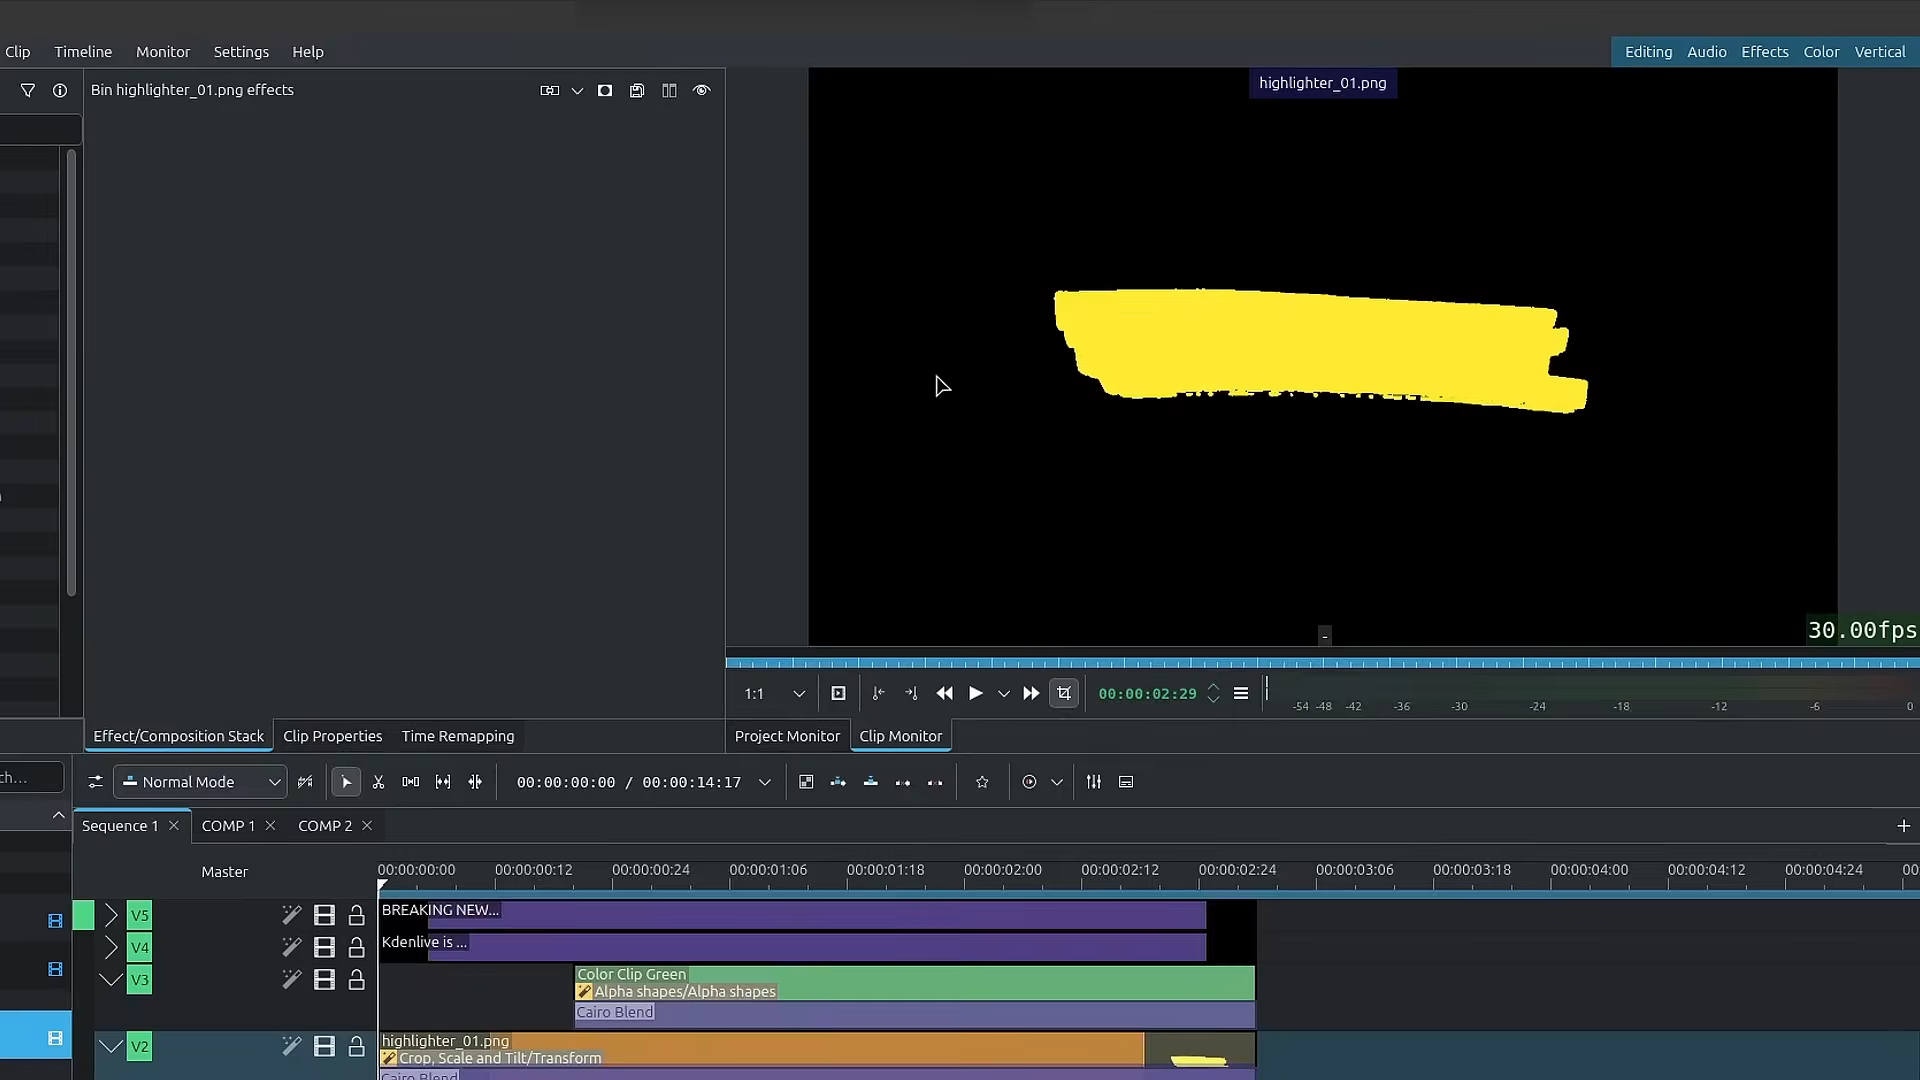 Clip Timeline Monitor Settings Help
Editing Audio Effects Color Vertical
Bin highlighter_01.png effects
highlighter_01.png
30.00fps
1:1
00:00:02:29
-54 -48 -42 -36 -30 -24 -18 -12 -6 0
Effect/Composition Stack Clip Properties Time Remapping
Project Monitor Clip Monitor
ch...
Normal Mode
00:00:00:00 / 00:00:14:17
Sequence 1 COMP 1 COMP 2
Master
00:00:00:00 00:00:00:12 00:00:00:24 00:00:01:06 00:00:01:18 00:00:02:00 00:00:02:12 00:00:02:24 00:00:03:06 00:00:03:18 00:00:04:00 00:00:04:12 00:00:04:24 00
V5
BREAKING NEW...
V4
Kdenlive is ...
V3
Color Clip Green
Alpha shapes/Alpha shapes
Cairo Blend
V2
highlighter_01.png
Crop, Scale and Tilt/Transform
Cairo Blend